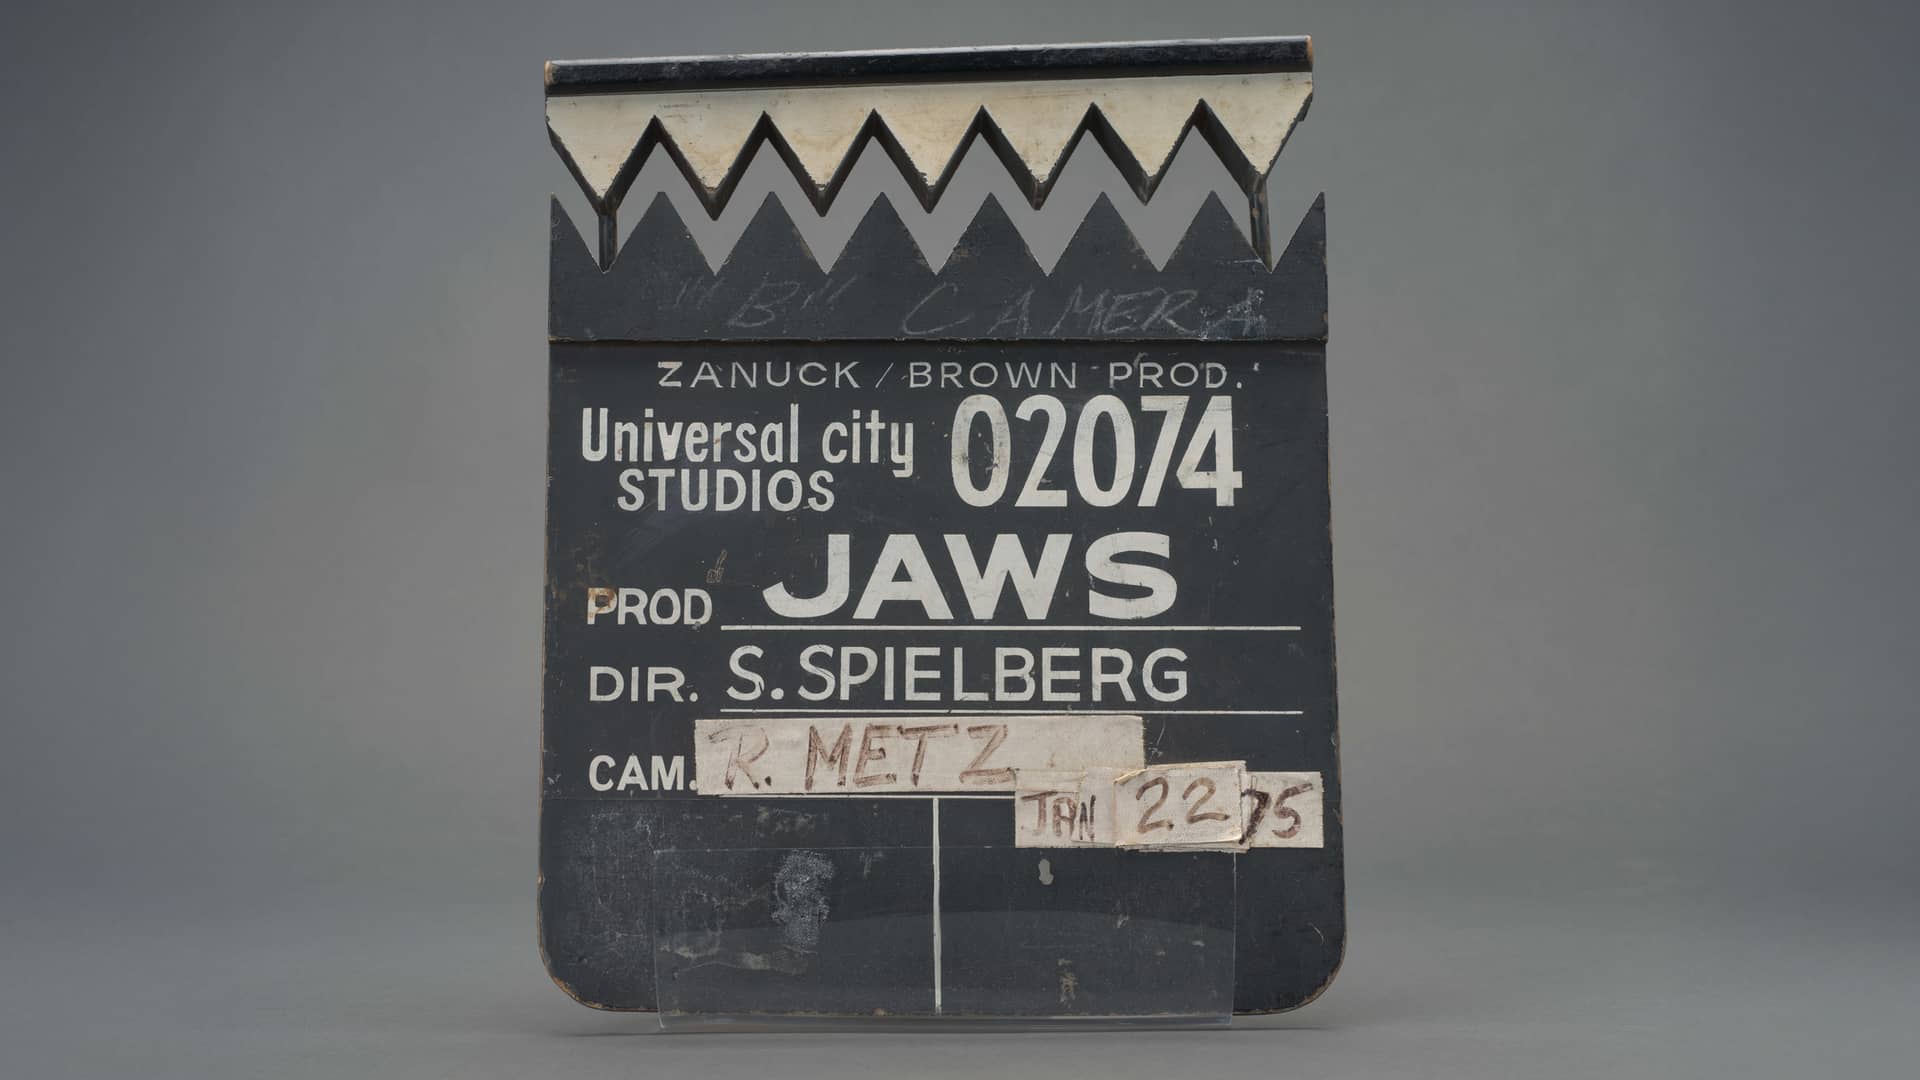 "B" CAMERA
ZANUCK / BROWN PROD.
Universal city 02074
STUDIOS
PROD JAWS
DIR. S. SPIELBERG
CAM. R. METZ
JAN 22 75